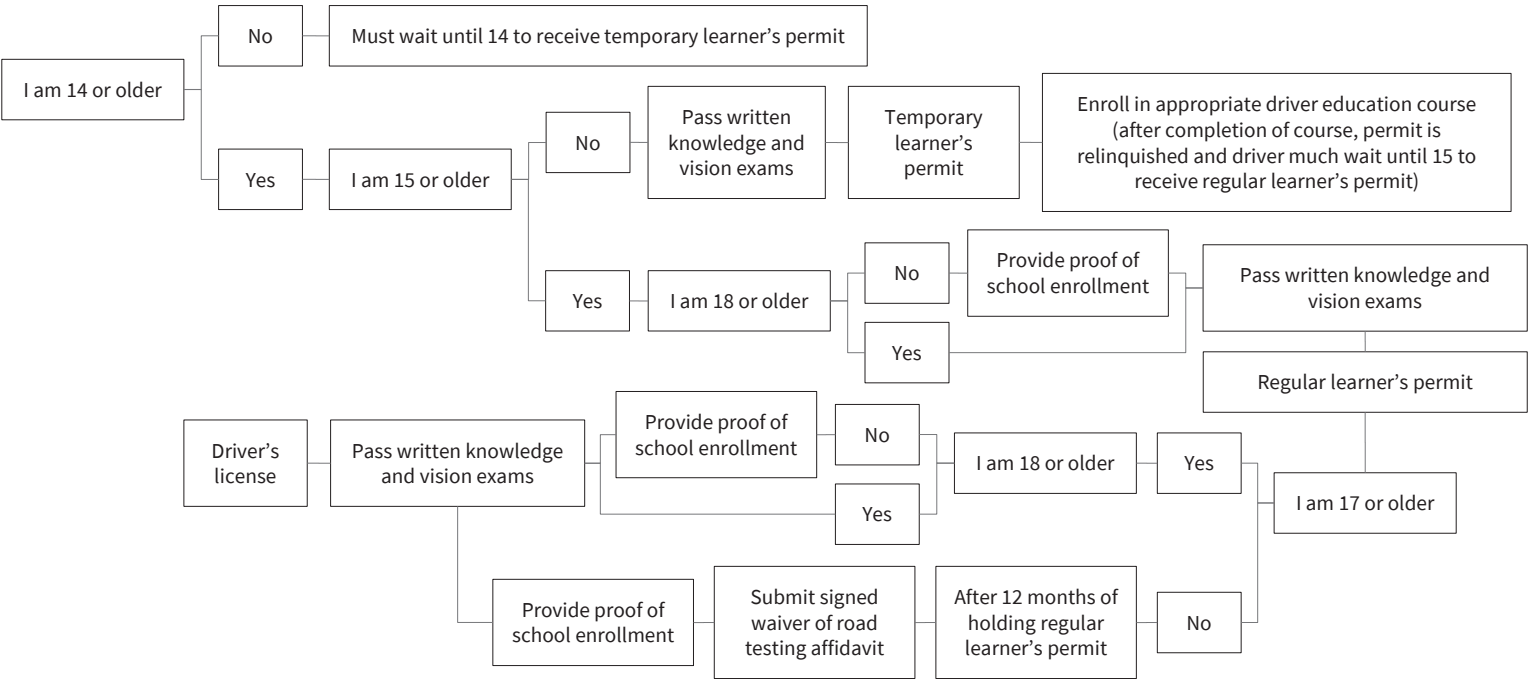 No
Must wait until 14 to receive temporary learner’s permit
I am 14 or older
Yes
I am 15 or older
No
Pass written
knowledge and
vision exams
Temporary
learner’s
permit
Enroll in appropriate driver education course
(after completion of course, permit is
relinquished and driver much wait until 15 to
receive regular learner’s permit)
Yes
I am 18 or older
No
Provide proof of
school enrollment
Yes
Pass written knowledge and
vision exams
Regular learner’s permit
I am 17 or older
Yes
I am 18 or older
No
Provide proof of
school enrollment
Yes
Pass written knowledge
and vision exams
Driver’s
license
No
After 12 months of
holding regular
learner’s permit
Submit signed
waiver of road
testing affidavit
Provide proof of
school enrollment